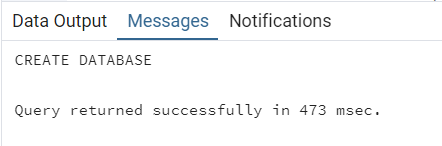 Data Output Messages Notifications
CREATE DATABASE
Query returned successfully in 473 msec.